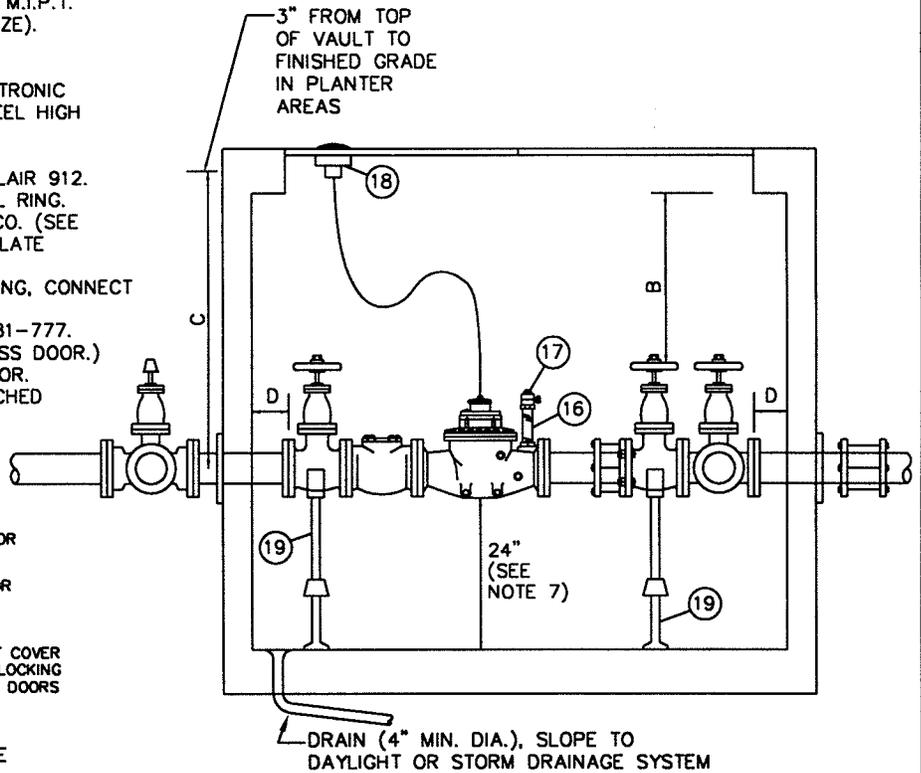 M.I.P.T.
ZE).
TRONIC
EEL HIGH
LAIR 912.
L RING.
CO. (SEE
LATE
NG, CONNECT
31-777.
SS DOOR.)
OR.
CHED
OR
OR
T COVER
LOCKING
DOORS
E
3" FROM TOP
OF VAULT TO
FINISHED GRADE
IN PLANTER
AREAS
18
C
B
17
16
D
D
19
24"
(SEE
NOTE 7)
19
DRAIN (4" MIN. DIA.), SLOPE TO
DAYLIGHT OR STORM DRAINAGE SYSTEM